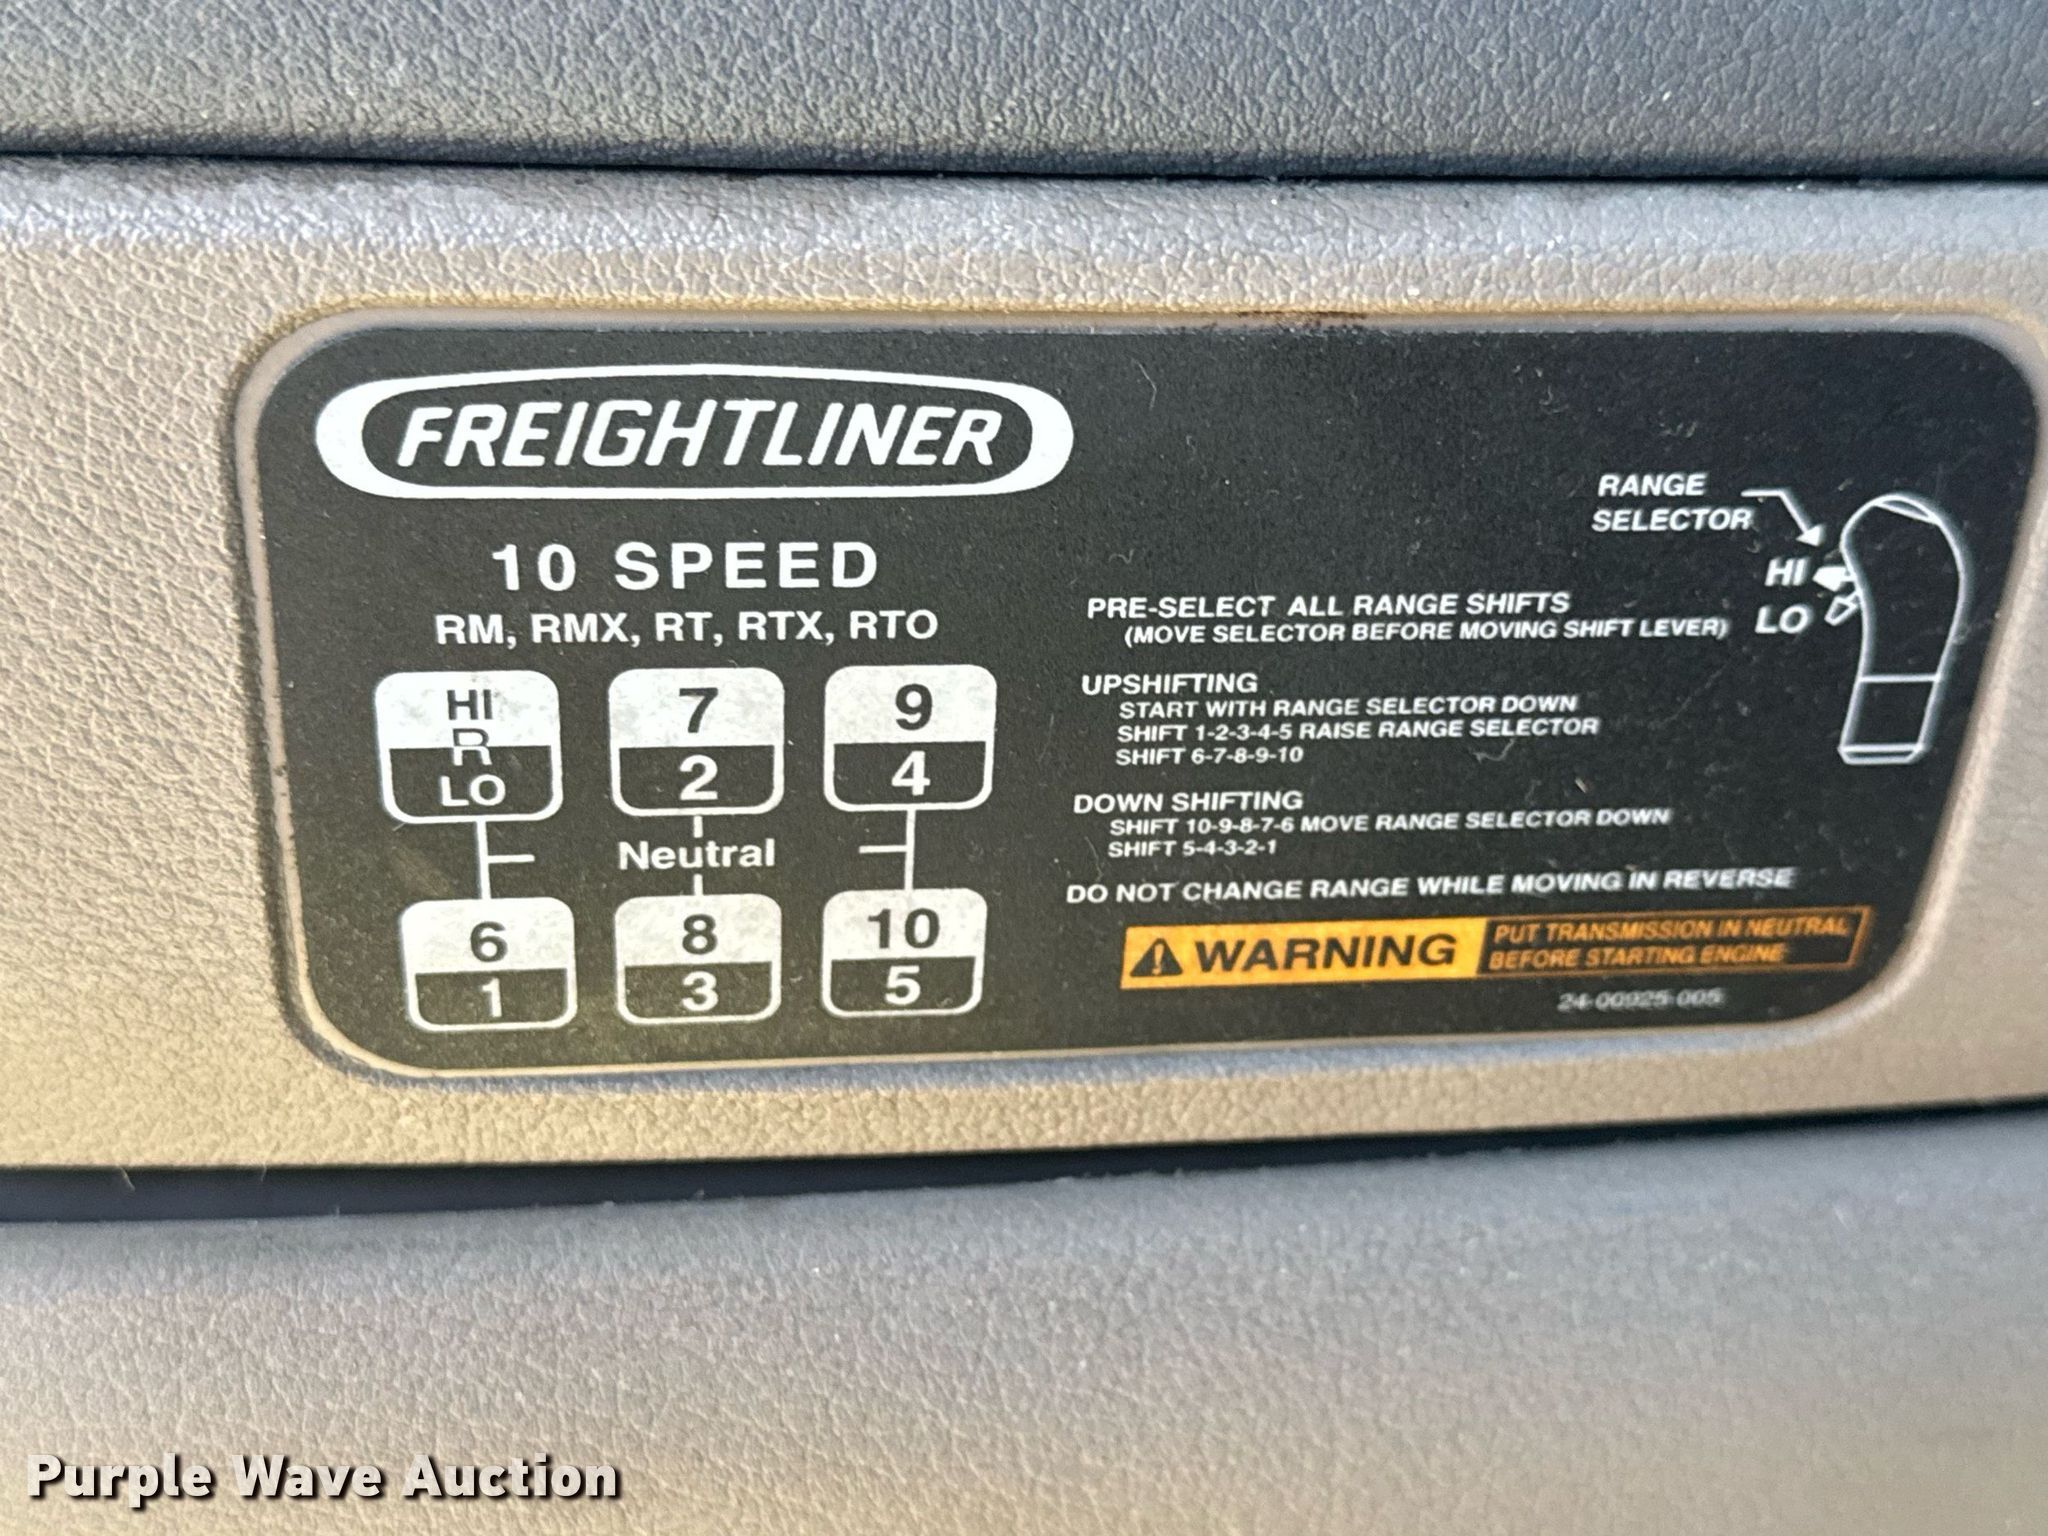 FREIGHTLINER
10 SPEED
RM, RMX, RT, RTX, RTO
HI
R
LO
7
2
9
4
Neutral
6
1
8
3
10
5
RANGE
SELECTOR
HI
LO
PRE-SELECT ALL RANGE SHIFTS
(MOVE SELECTOR BEFORE MOVING SHIFT LEVER)
UPSHIFTING
START WITH RANGE SELECTOR DOWN
SHIFT 1-2-3-4-5 RAISE RANGE SELECTOR
SHIFT 6-7-8-9-10
DOWN SHIFTING
SHIFT 10-9-8-7-6 MOVE RANGE SELECTOR DOWN
SHIFT 5-4-3-2-1
DO NOT CHANGE RANGE WHILE MOVING IN REVERSE
WARNING
PUT TRANSMISSION IN NEUTRAL
BEFORE STARTING ENGINE
24-00925-005
Purple Wave Auction